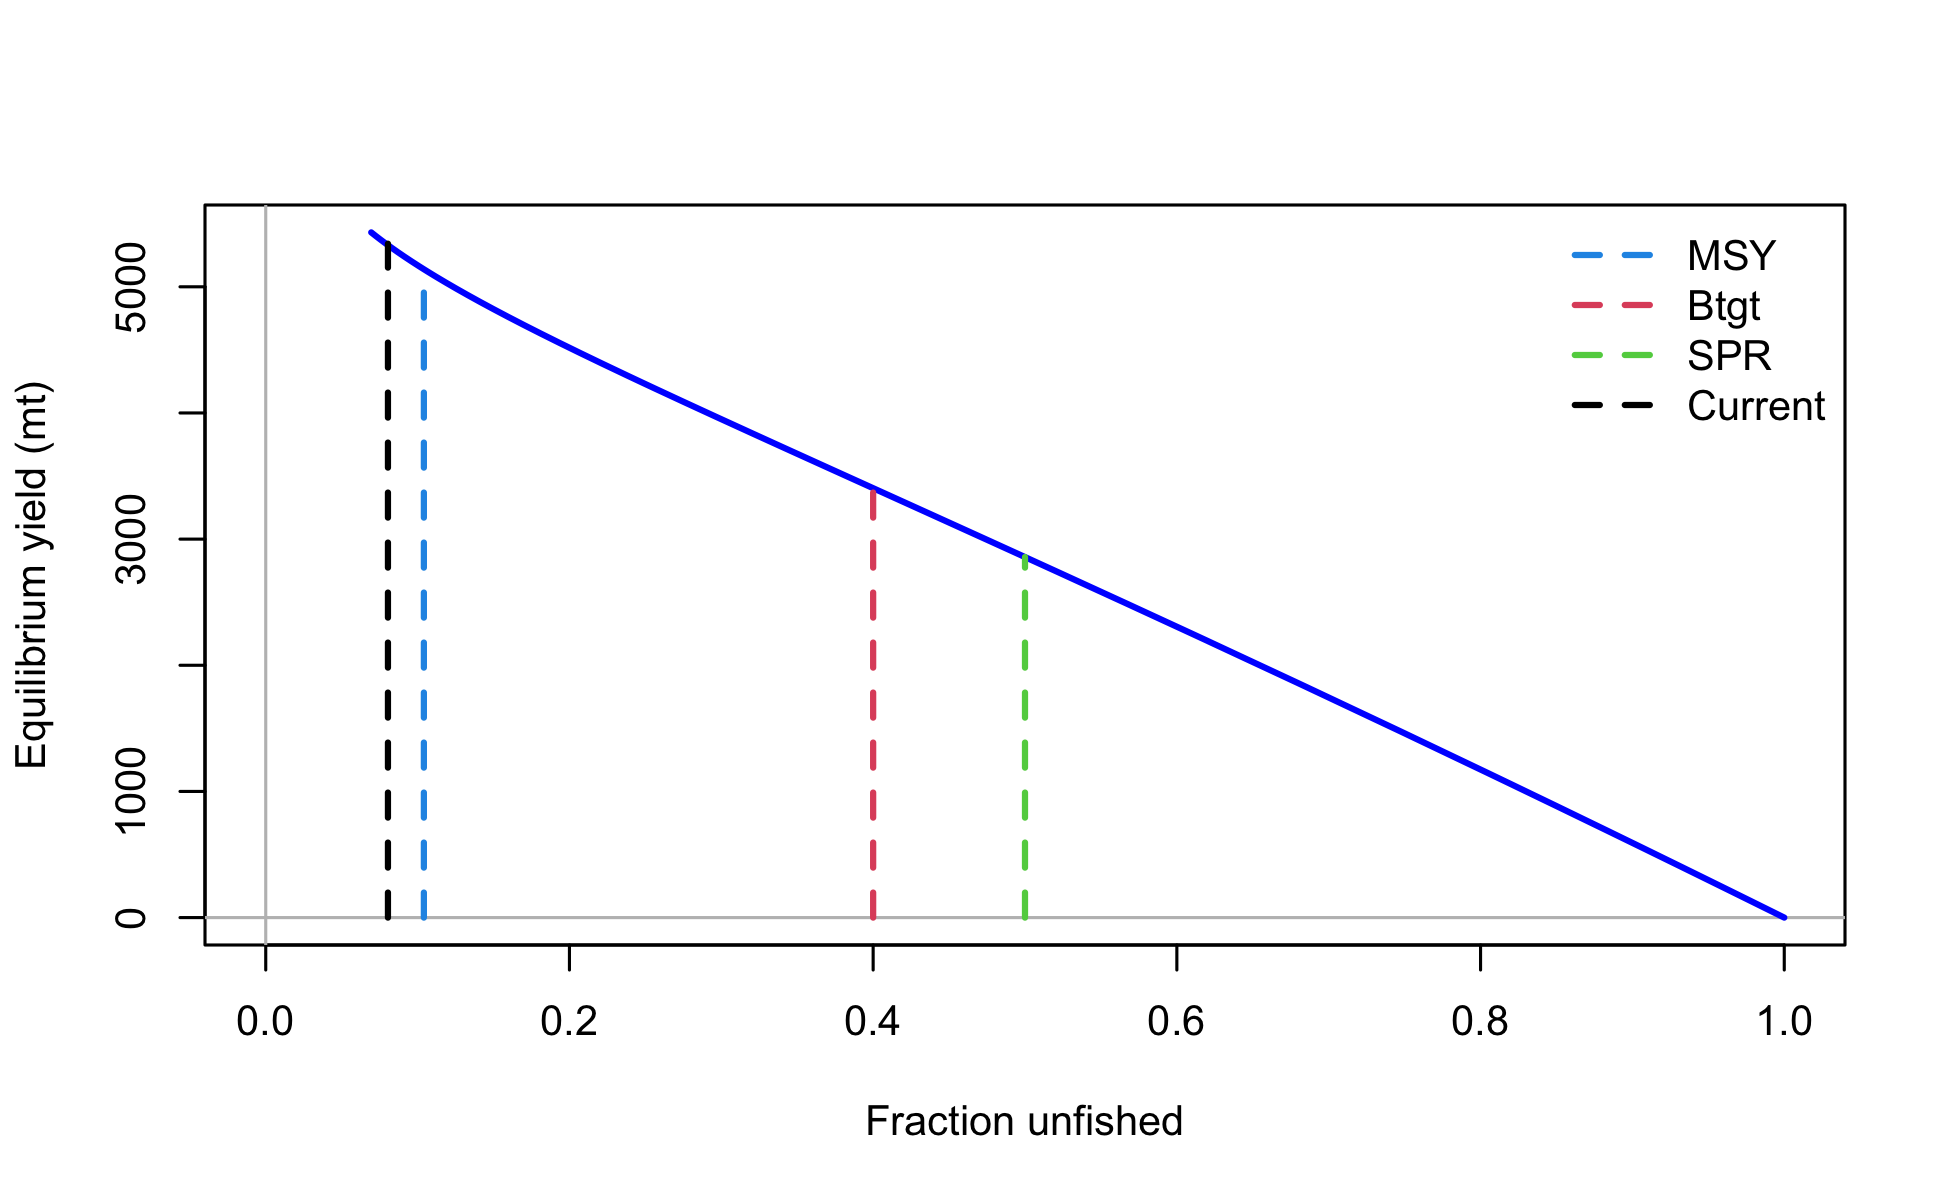 MSY
Btgt
SPR
Current
Equilibrium yield (mt)
5000
3000
1000
0
0.0 0.2 0.4 0.6 0.8 1.0
Fraction unfished